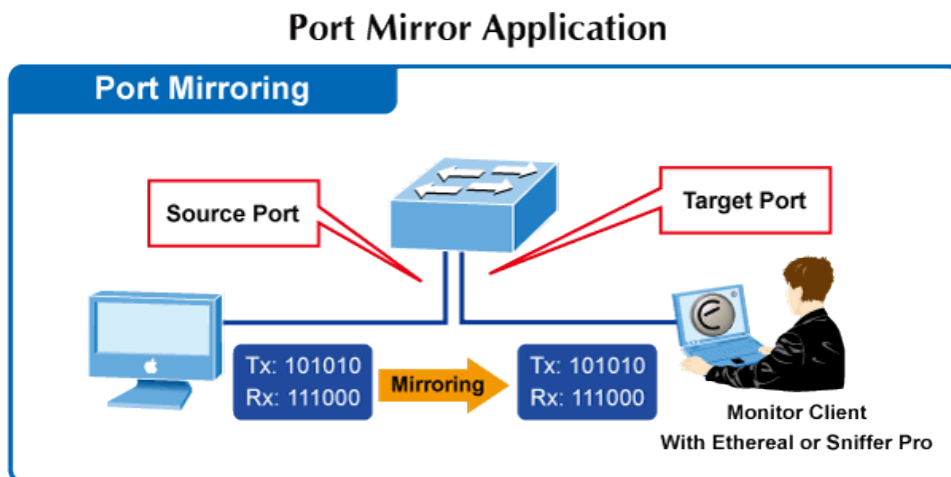 Port Mirror Application
Port Mirroring
Source Port
Target Port
Tx: 101010
Rx: 111000
Mirroring
Tx: 101010
Rx: 111000
Monitor Client
With Ethereal or Sniffer Pro